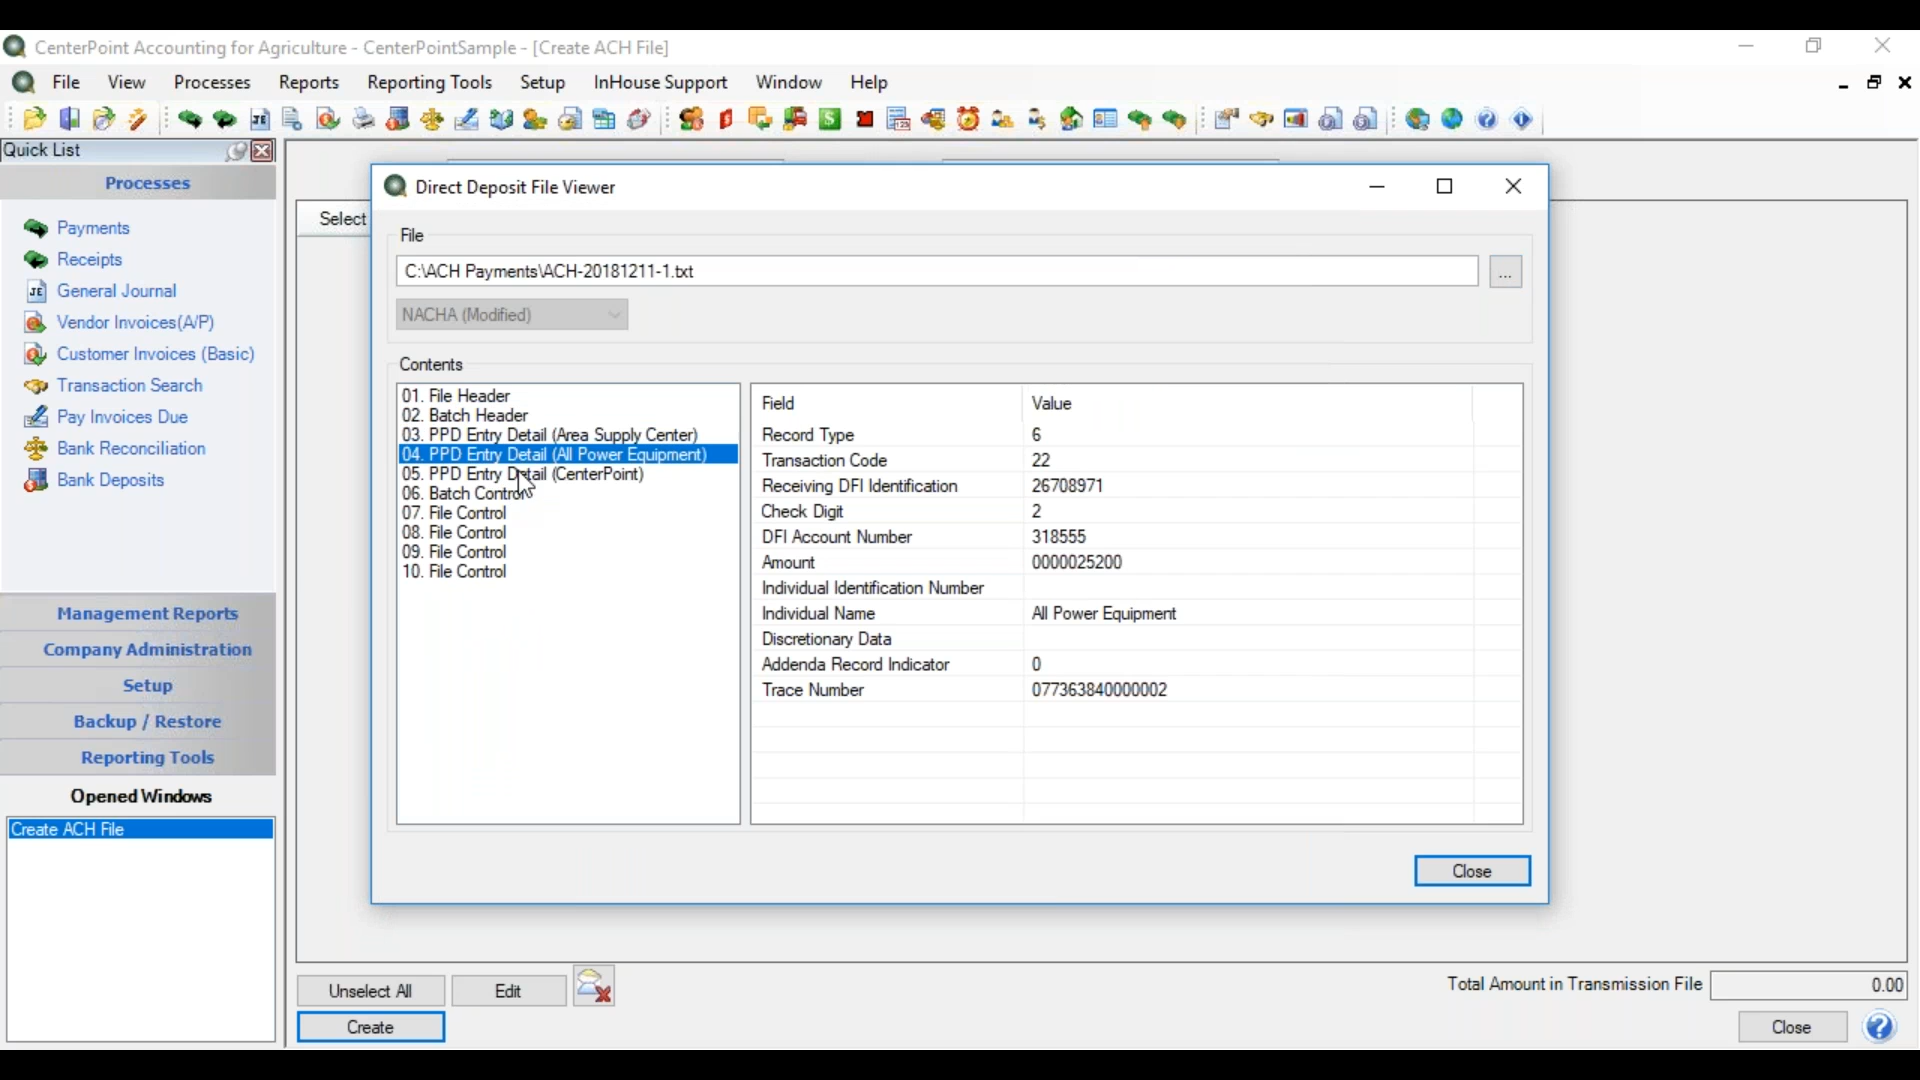 CenterPoint Accounting for Agriculture - CenterPointSample - [Create ACH File]
File View Processes Reports Reporting Tools Setup InHouse Support Window Help
Quick List
Processes
Payments
Receipts
General Journal
Vendor Invoices(A/P)
Customer Invoices (Basic)
Transaction Search
Pay Invoices Due
Bank Reconciliation
Bank Deposits
Management Reports
Company Administration
Setup
Backup / Restore
Reporting Tools
Opened Windows
Create ACH File
Select
Direct Deposit File Viewer
File
C:\ACH Payments\ACH-20181211-1.txt
...
NACHA (Modified)
Contents
01. File Header
02. Batch Header
03. PPD Entry Detail (Area Supply Center)
04. PPD Entry Detail (All Power Equipment)
05. PPD Entry Detail (CenterPoint)
06. Batch Control
07. File Control
08. File Control
09. File Control
10. File Control
Field Value
Record Type 6
Transaction Code 22
Receiving DFI Identification 26708971
Check Digit 2
DFI Account Number 318555
Amount 0000025200
Individual Identification Number
Individual Name All Power Equipment
Discretionary Data
Addenda Record Indicator 0
Trace Number 077363840000002
Close
Unselect All Edit
Total Amount in Transmission File 0.00
Create
Close